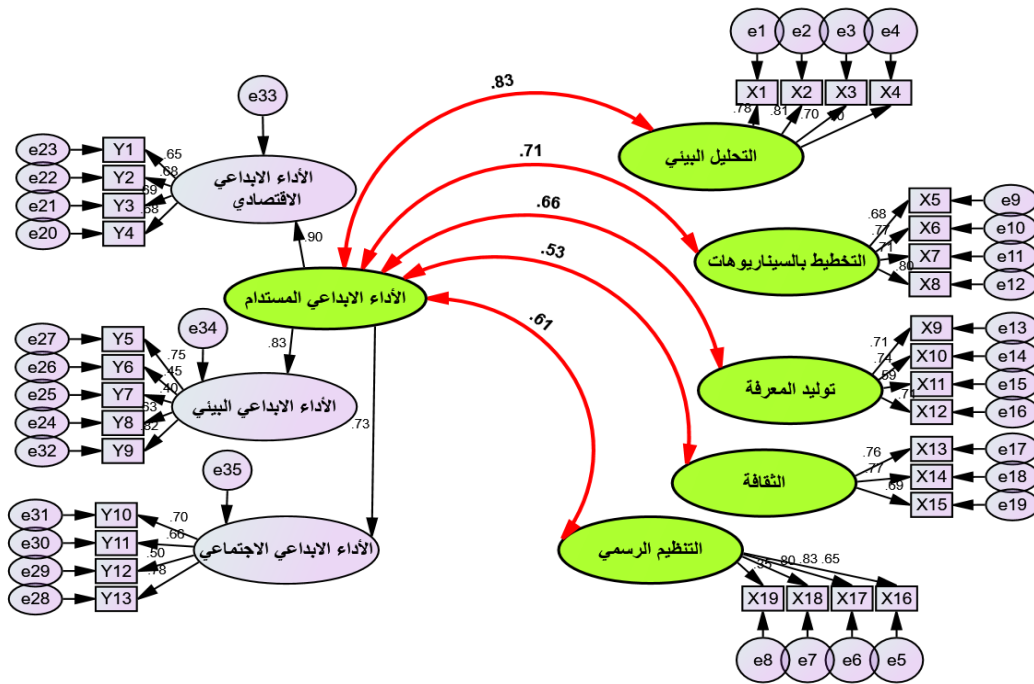 e1 e2 e3 e4
X1 X2 X3 X4
.78 .81 .70
التحليل البيئي
.83
.71
.66
.53
.61
e33
e23 Y1 .65
e22 Y2 .68
e21 Y3 .69
e20 Y4
الأداء الابداعي
الاقتصادي
.90
الأداء الابداعي المستدام
.83
.73
e34
e27 Y5 .75
e26 Y6 .45
e25 Y7 .40
e24 Y8
e32 Y9
الأداء الابداعي البيئي
e35
e31 Y10 .70
e30 Y11 .66
e29 Y12 .50
e28 Y13 .78
الأداء الابداعي الاجتماعي
التخطيط بالسيناريوهات
.68 X5 e9
.77 X6 e10
.71 X7 e11
.80 X8 e12
توليد المعرفة
.71 X9 e13
.74 X10 e14
.59 X11 e15
X12 e16
الثقافة
.76 X13 e17
.77 X14 e18
.69 X15 e19
التنظيم الرسمي
.35 .80 .83 .65
X19 X18 X17 X16
e8 e7 e6 e5